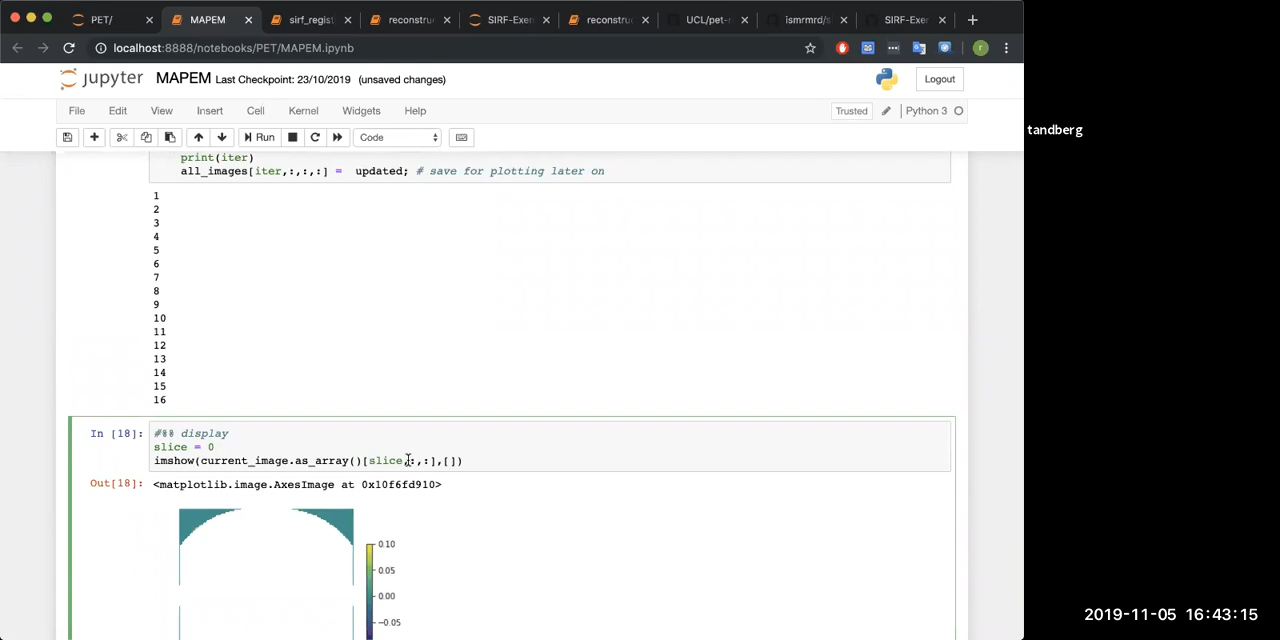 PET/
MAPEM
sirf_regist
reconstru
SIRF-Exer
reconstru
UCL/pet-r
ismrmrd/s
SIRF-Exer
localhost:8888/notebooks/PET/MAPEM.ipynb
r
jupyter MAPEM Last Checkpoint: 23/10/2019 (unsaved changes)
Logout
File Edit View Insert Cell Kernel Widgets Help
Trusted
Python 3
Run
Code
tandberg
print(iter)
all_images[iter,:,:,:] = updated; # save for plotting later on
1
2
3
4
5
6
7
8
9
10
11
12
13
14
15
16
In [18]:
#%% display
slice = 0
imshow(current_image.as_array()[slice,:,:],[])
Out[18]:
<matplotlib.image.AxesImage at 0x10f6fd910>
0.10
0.05
0.00
−0.05
2019-11-05 16:43:15